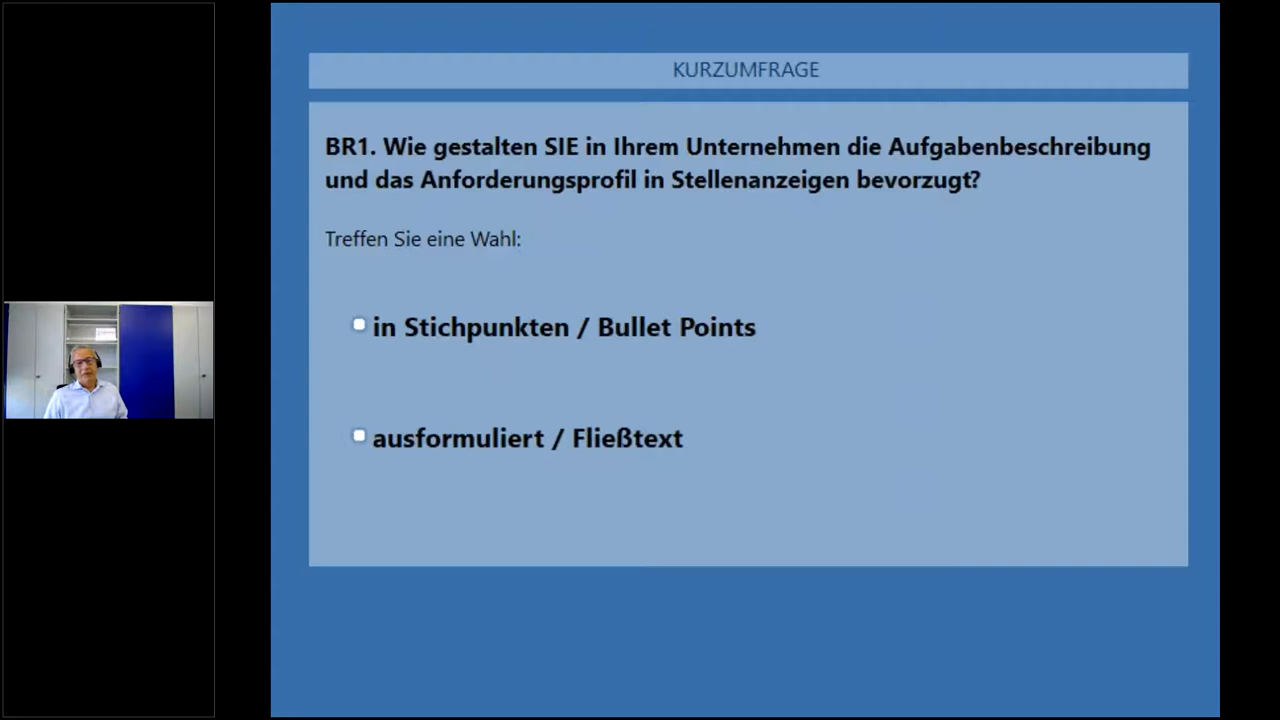 KURZUMFRAGE
BR1. Wie gestalten SIE in Ihrem Unternehmen die Aufgabenbeschreibung
und das Anforderungsprofil in Stellenanzeigen bevorzugt?
Treffen Sie eine Wahl:
in Stichpunkten / Bullet Points
ausformuliert / Fließtext